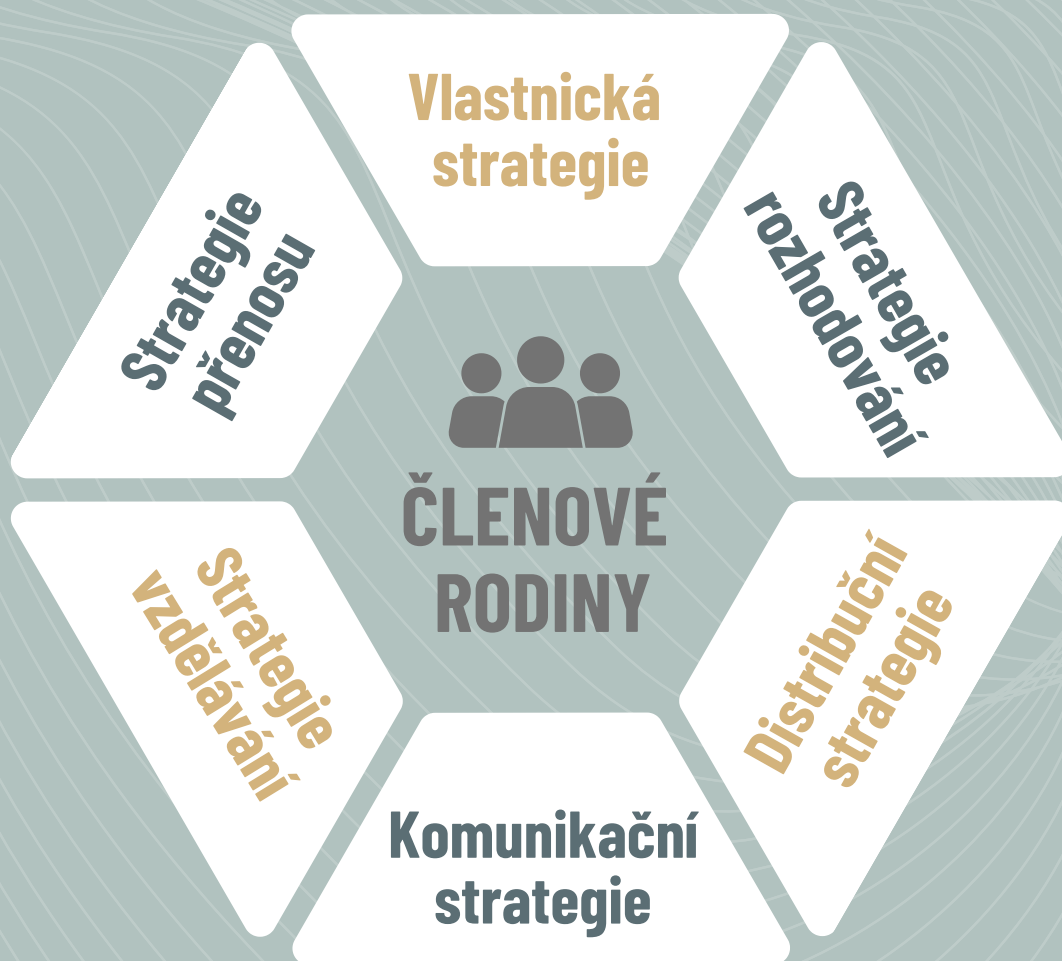 Vlastnická
strategie
Strategie
rozhodování
Distribuční
strategie
Komunikační
strategie
Strategie
vzdělávání
Strategie
přenosu
ČLENOVÉ
RODINY